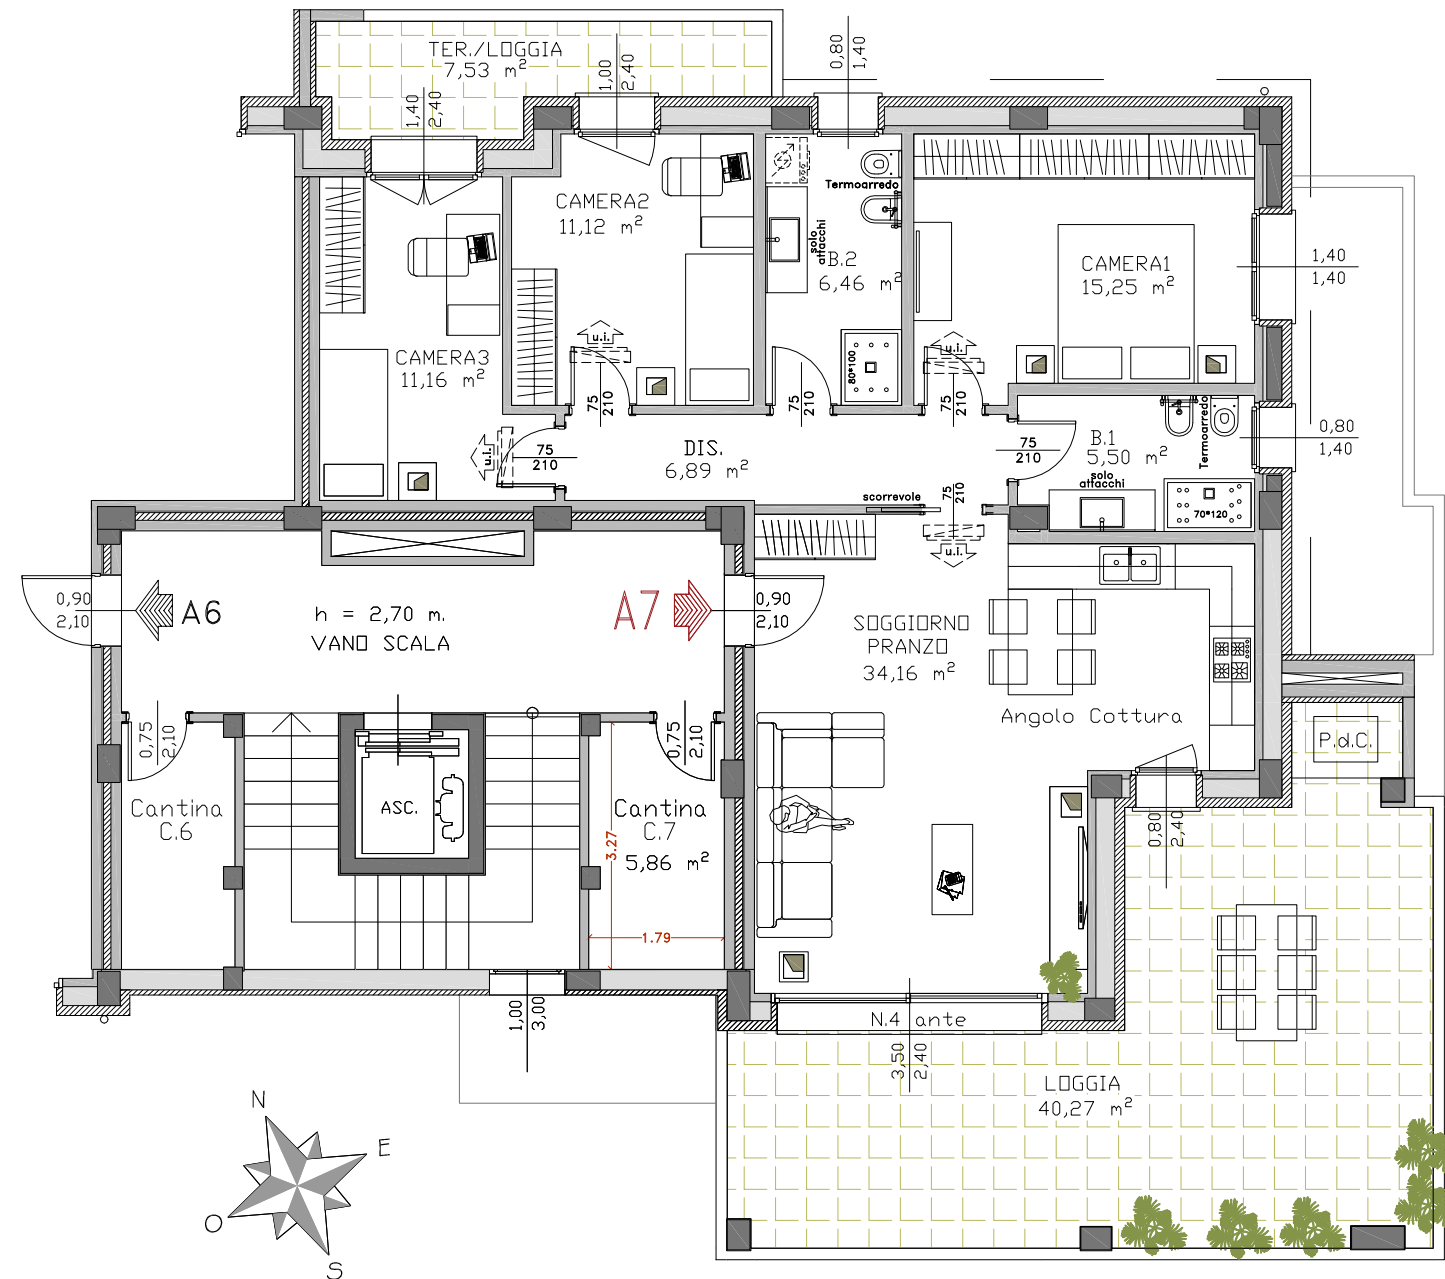 TER./LOGGIA
7,53 m²
1,40
2,40
1,00
2,40
0,80
1,40
CAMERA2
11,12 m²
Termoarredo
solo
attacchi
B.2
6,46 m²
CAMERA1
15,25 m²
1,40
1,40
CAMERA3
11,16 m²
u.i.
75
210
80*100
75
210
u.i.
75
210
0,80
1,40
u.i.
75
210
DIS.
6,89 m²
75
210
B.1
5,50 m²
Termoarredo
solo
attacchi
70*120
scorrevole
75
210
u.i.
0,90
2,10
A6
h = 2,70 m.
VANO SCALA
A7
0,90
2,10
SOGGIORNO
PRANZO
34,16 m²
Angolo Cottura
P.d.C.
0,75
2,10
0,75
2,10
Cantina
C.6
ASC.
Cantina
C.7
5,86 m²
3.27
1.79
0,80
2,40
1,00
3,00
N.4 ante
3,50
2,40
LOGGIA
40,27 m²
N
E
O
S